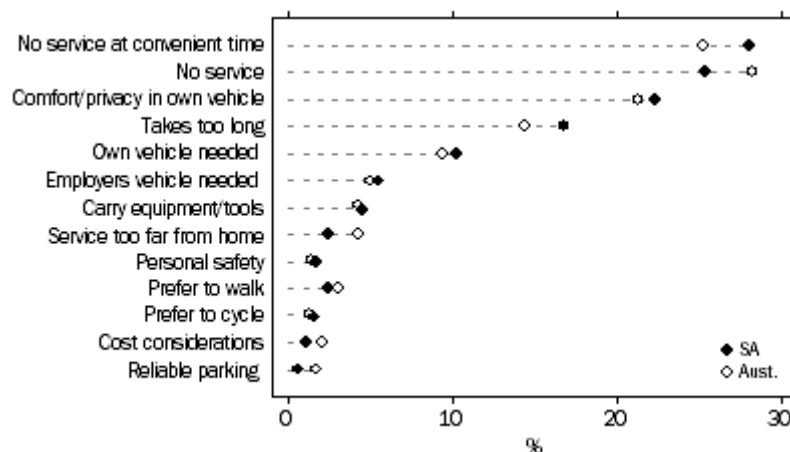 No service at convenient time
No service
Comfort/privacy in own vehicle
Takes too long
Own vehicle needed
Employers vehicle needed
Carry equipment/tools
Service too far from home
Personal safety
Prefer to walk
Prefer to cycle
Cost considerations
Reliable parking
SA
Aust.
0 10 20 30
%